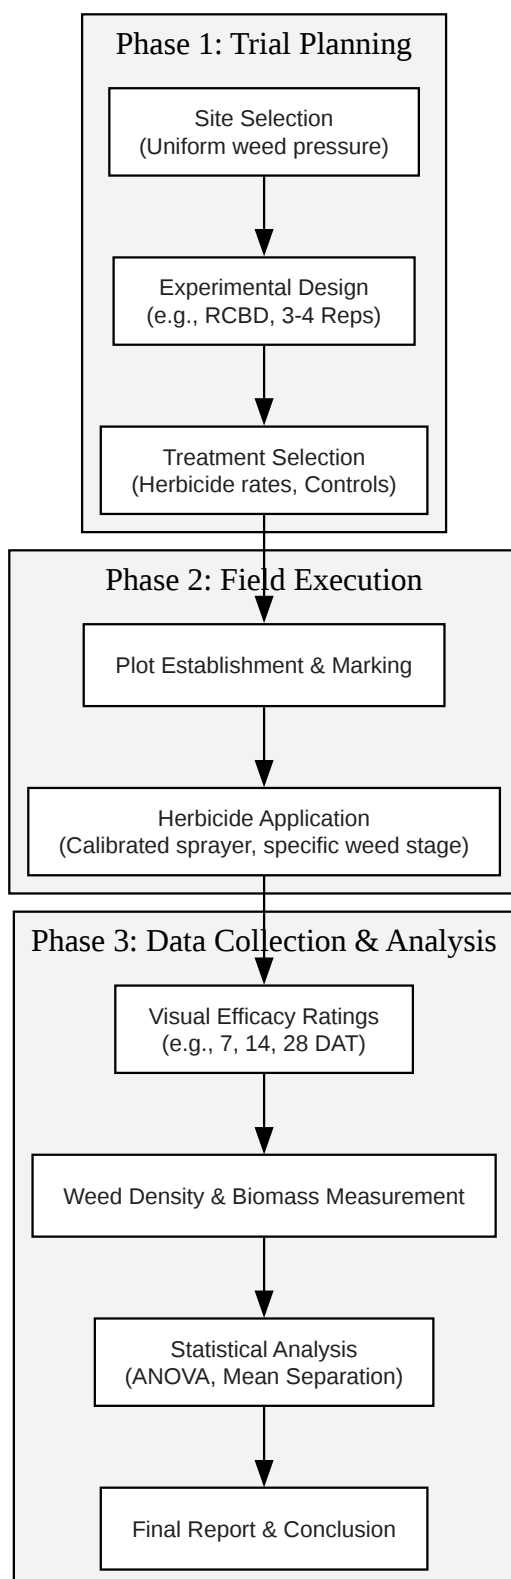 Phase 1: Trial Planning
Site Selection
(Uniform weed pressure)
Experimental Design
(e.g., RCBD, 3-4 Reps)
Treatment Selection
(Herbicide rates, Controls)
Phase 2: Field Execution
Plot Establishment & Marking
Herbicide Application
(Calibrated sprayer, specific weed stage)
Phase 3: Data Collection & Analysis
Visual Efficacy Ratings
(e.g., 7, 14, 28 DAT)
Weed Density & Biomass Measurement
Statistical Analysis
(ANOVA, Mean Separation)
Final Report & Conclusion